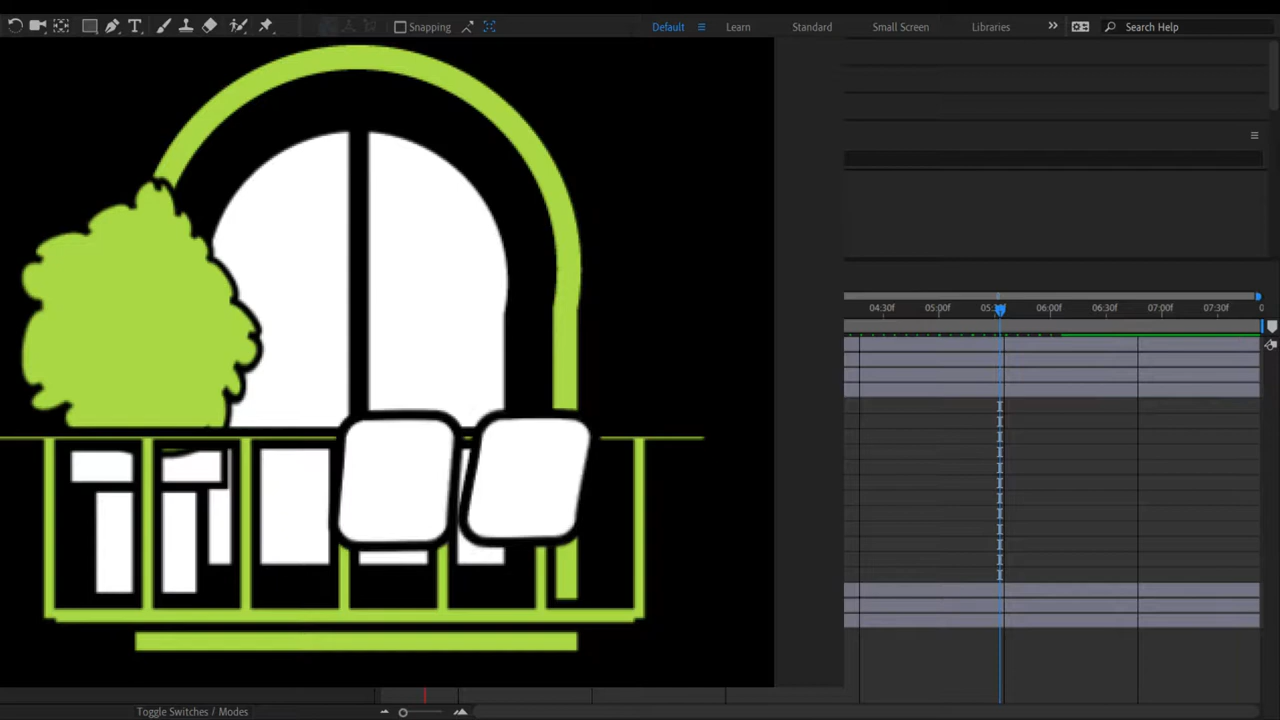 Snapping
Default
Learn
Standard
Small Screen
Libraries
Search Help
04:30f
05:00f
06:00f
06:30f
07:00f
07:30f
Toggle Switches / Modes